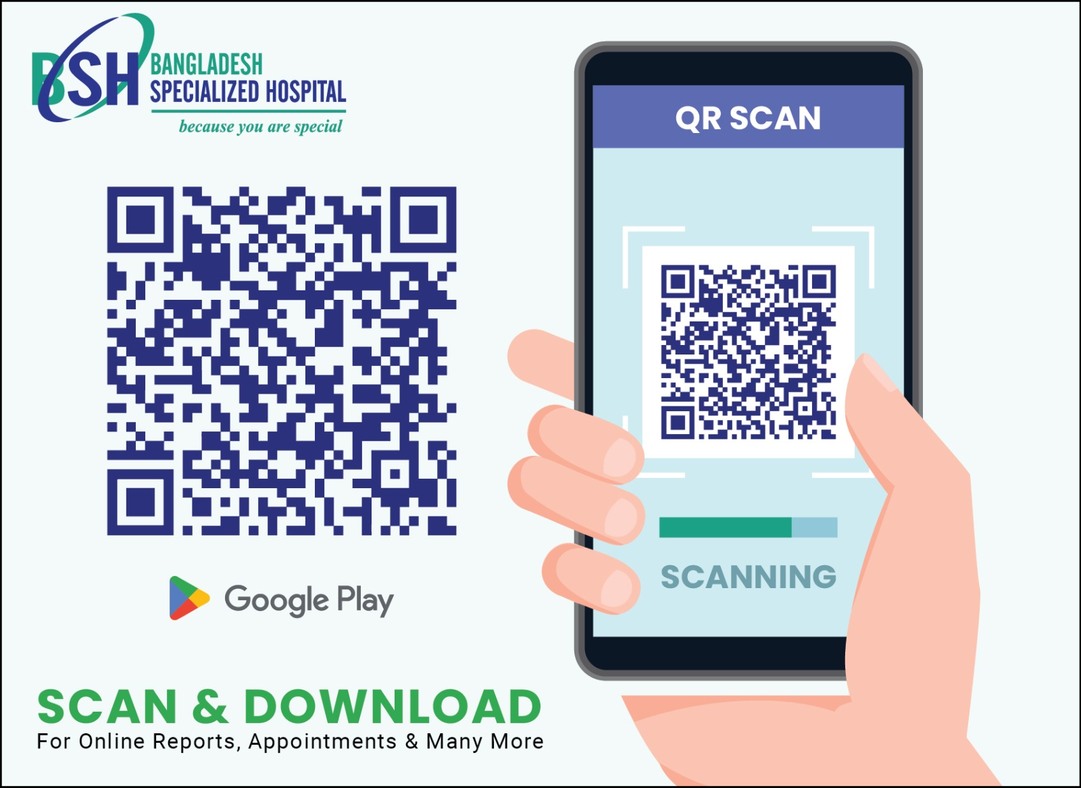 BSH BANGLADESH
SPECIALIZED HOSPITAL
because you are special
QR SCAN
SCANNING
Google Play
SCAN & DOWNLOAD
For Online Reports, Appointments & Many More